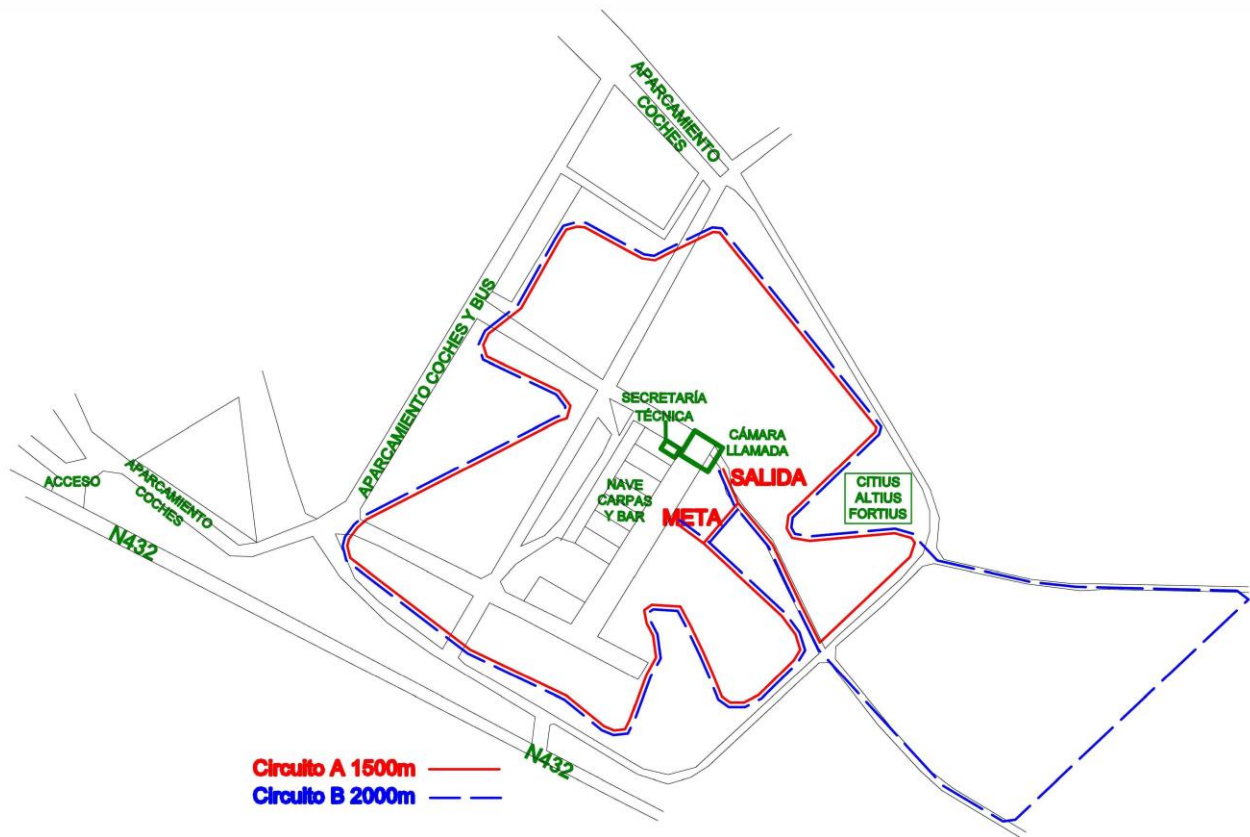 APARCAMIENTO
COCHES
APARCAMIENTO COCHES Y BUS
SECRETARÍA
TÉCNICA
CÁMARA
LLAMADA
SALIDA
CITIUS
ALTIUS
FORTIUS
ACCESO
APARCAMIENTO
COCHES
NAVE
CARPAS
Y BAR
META
N432
N432
Circuito A 1500m
Circuito B 2000m